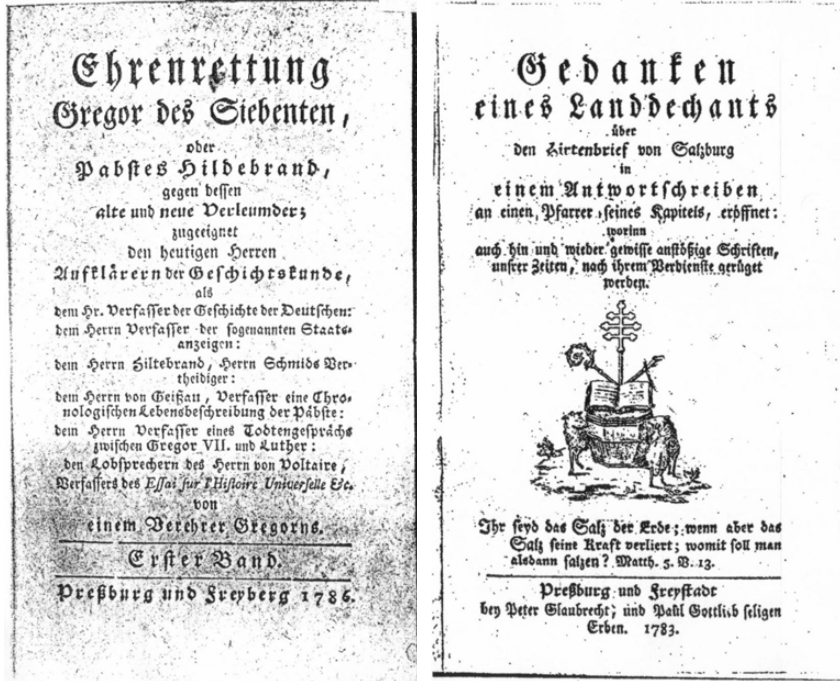 Ehrenrettung
Gregor des Siebenten,
oder
Pabstes Hildebrand,
gegen dessen
alte und neue Verleumder;
zugeeignet
den heutigen Herren
Aufklärern der Geschichtskunde,
als
dem Hr. Verfasser der Geschichte der Deutschen:
dem Herrn Verfasser der sogenannten Staats-
anzeigen:
dem Herrn Hiltebrand, Herrn Schmids Ver-
theidiger:
dem Herrn von Geißau, Verfasser eine Chro-
nologischen Lebensbeschreibung der Päbste:
dem Herrn Verfasser eines Todtengesprächs
zwischen Gregor VII. und Luther:
den Lobsprechern des Herrn von Voltaire,
Verfassers des Essai sur l'Histoire Universelle &c.
von
einem Verehrer Gregorns.
Erster Band.
Preßburg und Freyberg 1786.
Gedanken
eines Landdechants
über
den Hirtenbrief von Salzburg
in
einem Antwortschreiben
an einen Pfarrer seines Kapitels, eröffnet:
worinn
auch hin und wieder gewisse anstößige Schriften,
unsrer Zeiten, nach ihrem Verdienste gerüget
werden.
Ihr seyd das Salz der Erde; wenn aber das
Salz seine Kraft verliert; womit soll man
alsdann salzen? Matth. 5. V. 13.
Preßburg und Freystadt
bey Peter Glaubrecht; und Paul Gottlieb seligen
Erben. 1783.